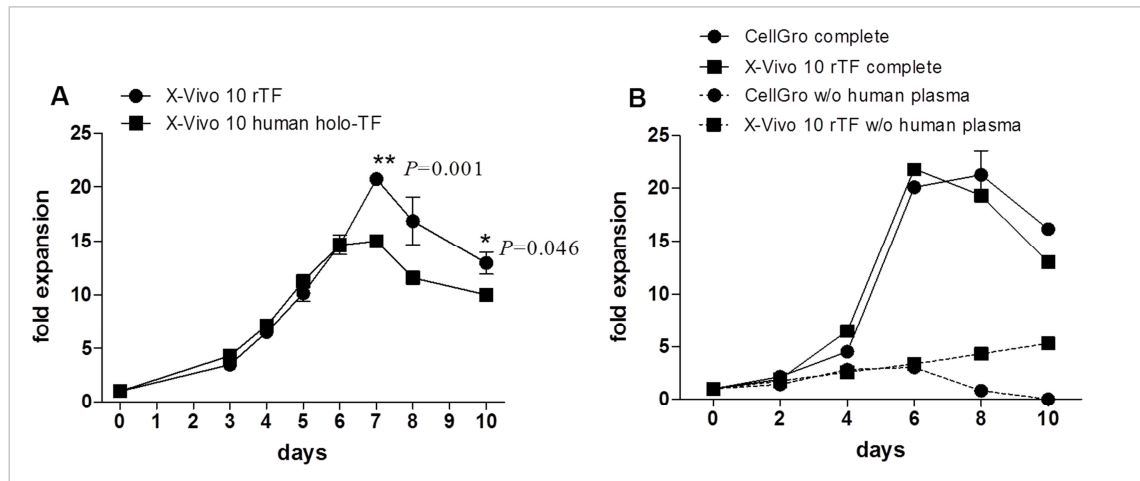 A
X-Vivo 10 rTF
X-Vivo 10 human holo-TF
25
20
15
10
5
0
fold expansion
** P=0.001
* P=0.046
0 1 2 3 4 5 6 7 8 9 10
days
B
CellGro complete
X-Vivo 10 rTF complete
CellGro w/o human plasma
X-Vivo 10 rTF w/o human plasma
25
20
15
10
5
0
fold expansion
0 2 4 6 8 10
days